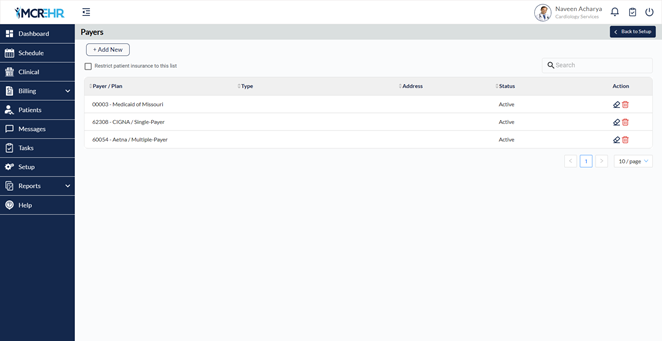 MCREHR
Naveen Acharya
Cardiology Services
Dashboard
Schedule
Clinical
Billing
Patients
Messages
Tasks
Setup
Reports
Help
Payers
Back to Setup
+ Add New
Restrict patient insurance to this list
Search
Payer / Plan Type Address Status Action
00003 - Medicaid of Missouri Active
62308 - CIGNA / Single-Payer Active
60054 - Aetna / Multiple-Payer Active
1 10 / page